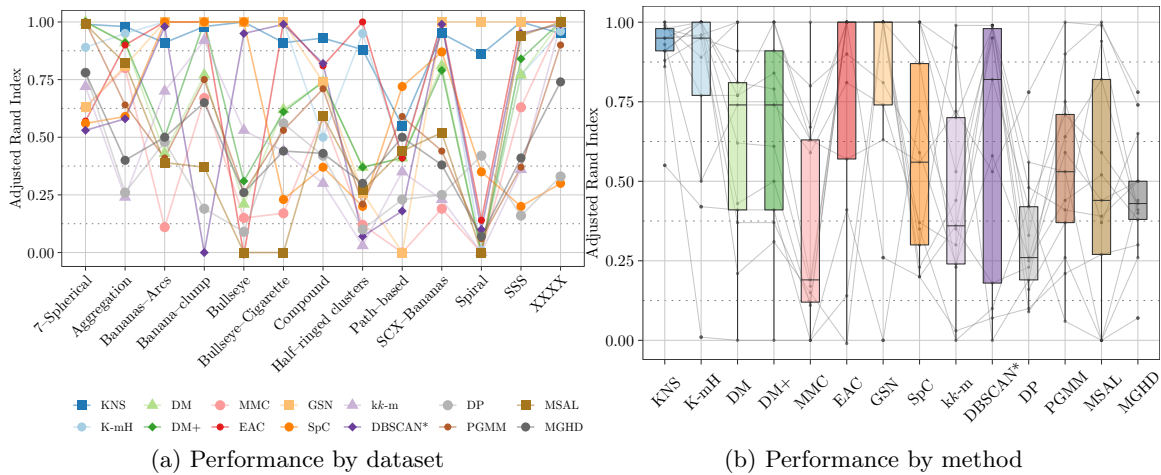 1.00
0.75
0.50
0.25
0.00
Adjusted Rand Index
7–Spherical
Aggregation
Bananas–Arcs
Banana–clump
Bullseye
Bullseye–Cigarette
Compound
Half–ringed clusters
Path–based
SCX–Bananas
Spiral
SSS
XXXX
KNS
DM
MMC
GSN
kk-m
DP
MSAL
K-mH
DM+
EAC
SpC
DBSCAN*
PGMM
MGHD
(a) Performance by dataset
1.00
0.75
0.50
0.25
0.00
Adjusted Rand Index
KNS
K-mH
DM
DM+
MMC
EAC
GSN
SpC
kk-m
DBSCAN*
DP
PGMM
MSAL
MGHD
(b) Performance by method